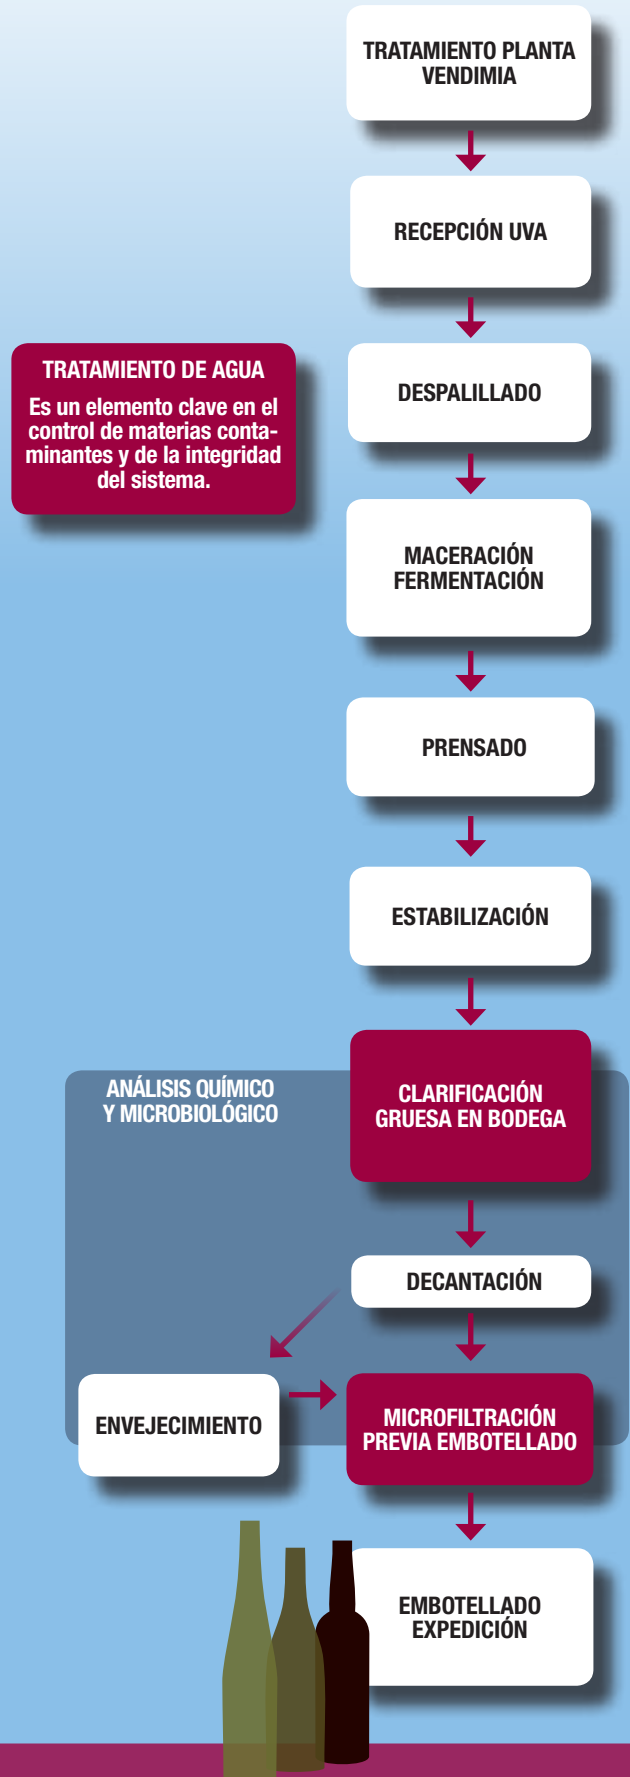 TRATAMIENTO PLANTA
VENDIMIA
RECEPCIÓN UVA
TRATAMIENTO DE AGUA
Es un elemento clave en el
control de materias conta-
minantes y de la integridad
del sistema.
DESPALILLADO
MACERACIÓN
FERMENTACIÓN
PRENSADO
ESTABILIZACIÓN
ANÁLISIS QUÍMICO
Y MICROBIOLÓGICO
CLARIFICACIÓN
GRUESA EN BODEGA
DECANTACIÓN
ENVEJECIMIENTO
MICROFILTRACIÓN
PREVIA EMBOTELLADO
EMBOTELLADO
EXPEDICIÓN